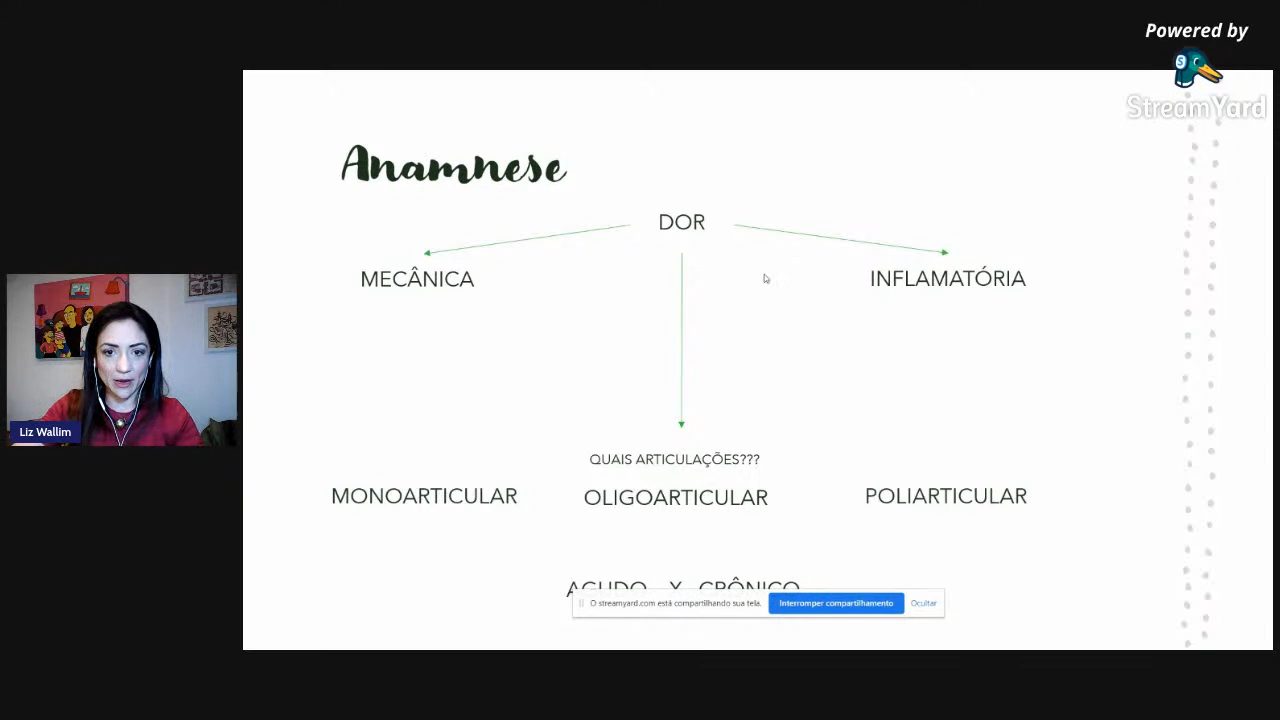 Powered by
StreamYard
Anamnese
DOR
MECÂNICA
INFLAMATÓRIA
Liz Wallim
QUAIS ARTICULAÇÕES???
MONOARTICULAR
OLIGOARTICULAR
POLIARTICULAR
AGUDO X CRÔNICO
O streamyard.com está compartilhando sua tela.
Interromper compartilhamento
Ocultar